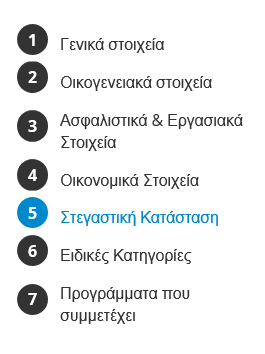 1 Γενικά στοιχεία
2 Οικογενειακά στοιχεία
3 Ασφαλιστικά & Εργασιακά
Στοιχεία
4 Οικονομικά Στοιχεία
5 Στεγαστική Κατάσταση
6 Ειδικές Κατηγορίες
7 Προγράμματα που
συμμετέχει